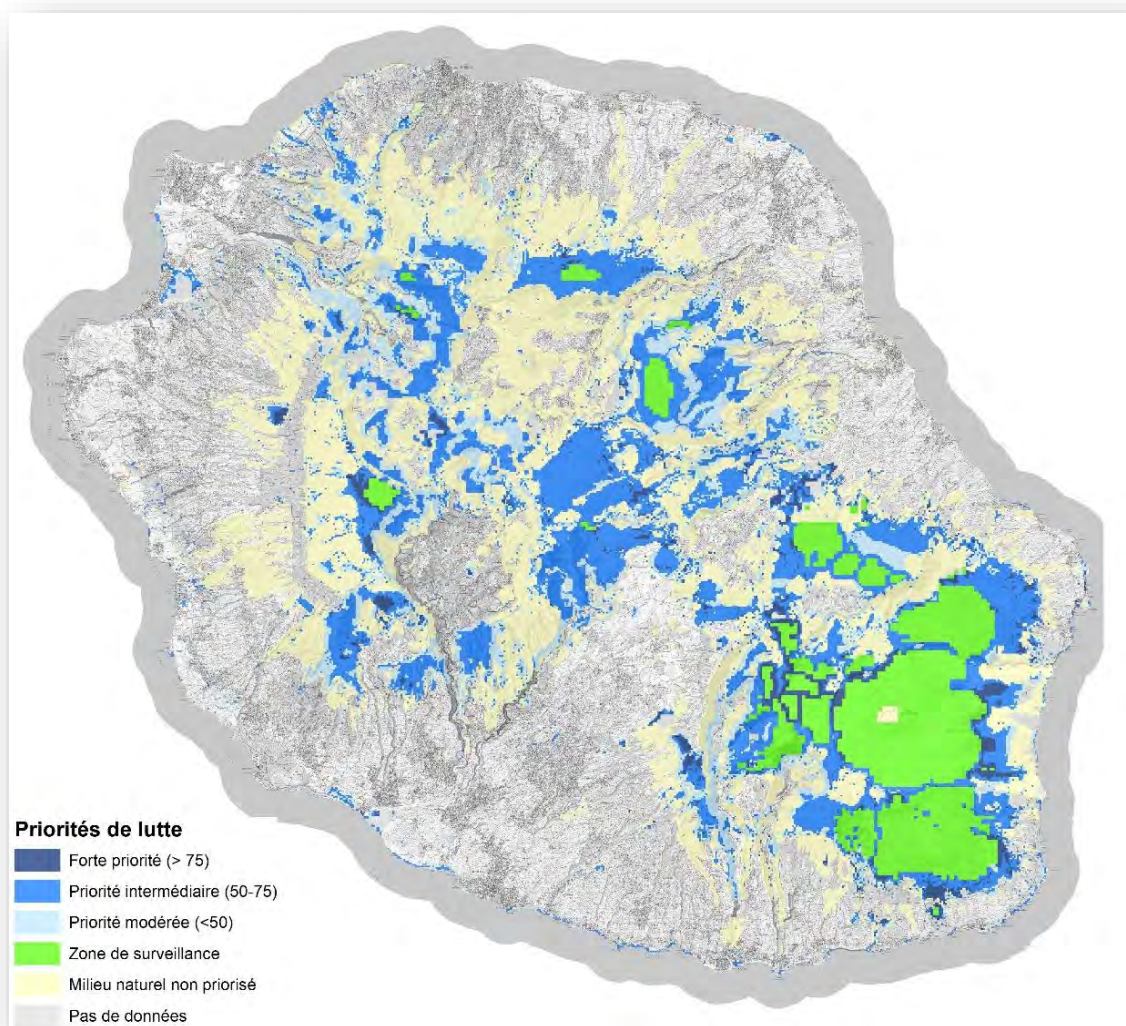 Priorités de lutte
Forte priorité (> 75)
Priorité intermédiaire (50-75)
Priorité modérée (<50)
Zone de surveillance
Milieu naturel non priorisé
Pas de données